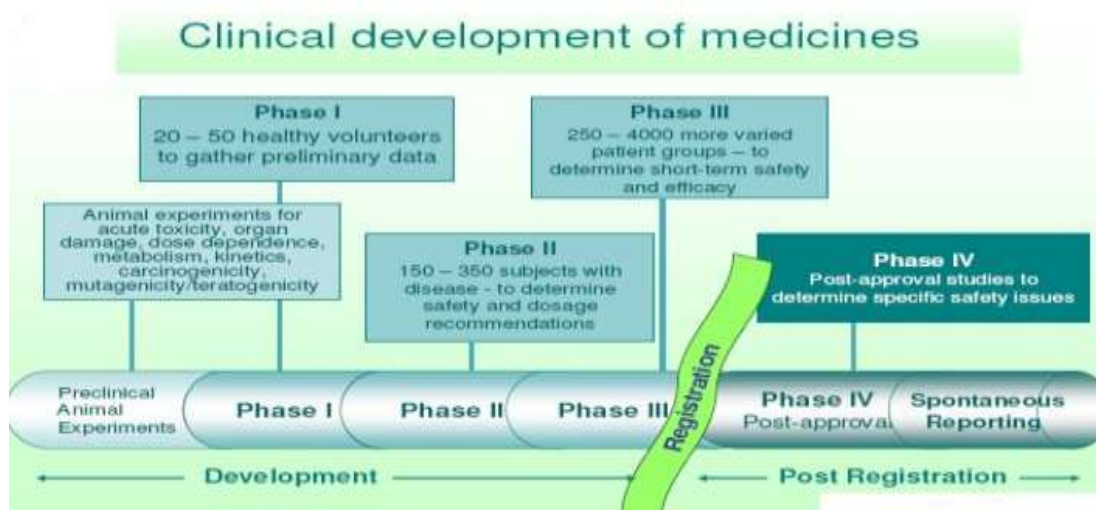 Clinical development of medicines
Phase I
20 – 50 healthy volunteers
to gather preliminary data
Phase III
250 – 4000 more varied
patient groups – to
determine short-term safety
and efficacy
Animal experiments for
acute toxicity, organ
damage, dose dependence,
metabolism, kinetics,
carcinogenicity,
mutagenicity/teratogenicity
Phase II
150 – 350 subjects with
disease - to determine
safety and dosage
recommendations
Phase IV
Post-approval studies to
determine specific safety issues
Preclinical
Animal
Experiments
Phase I
Phase II
Phase III
Registration
Phase IV
Post-approval
Spontaneous
Reporting
Development
Post Registration